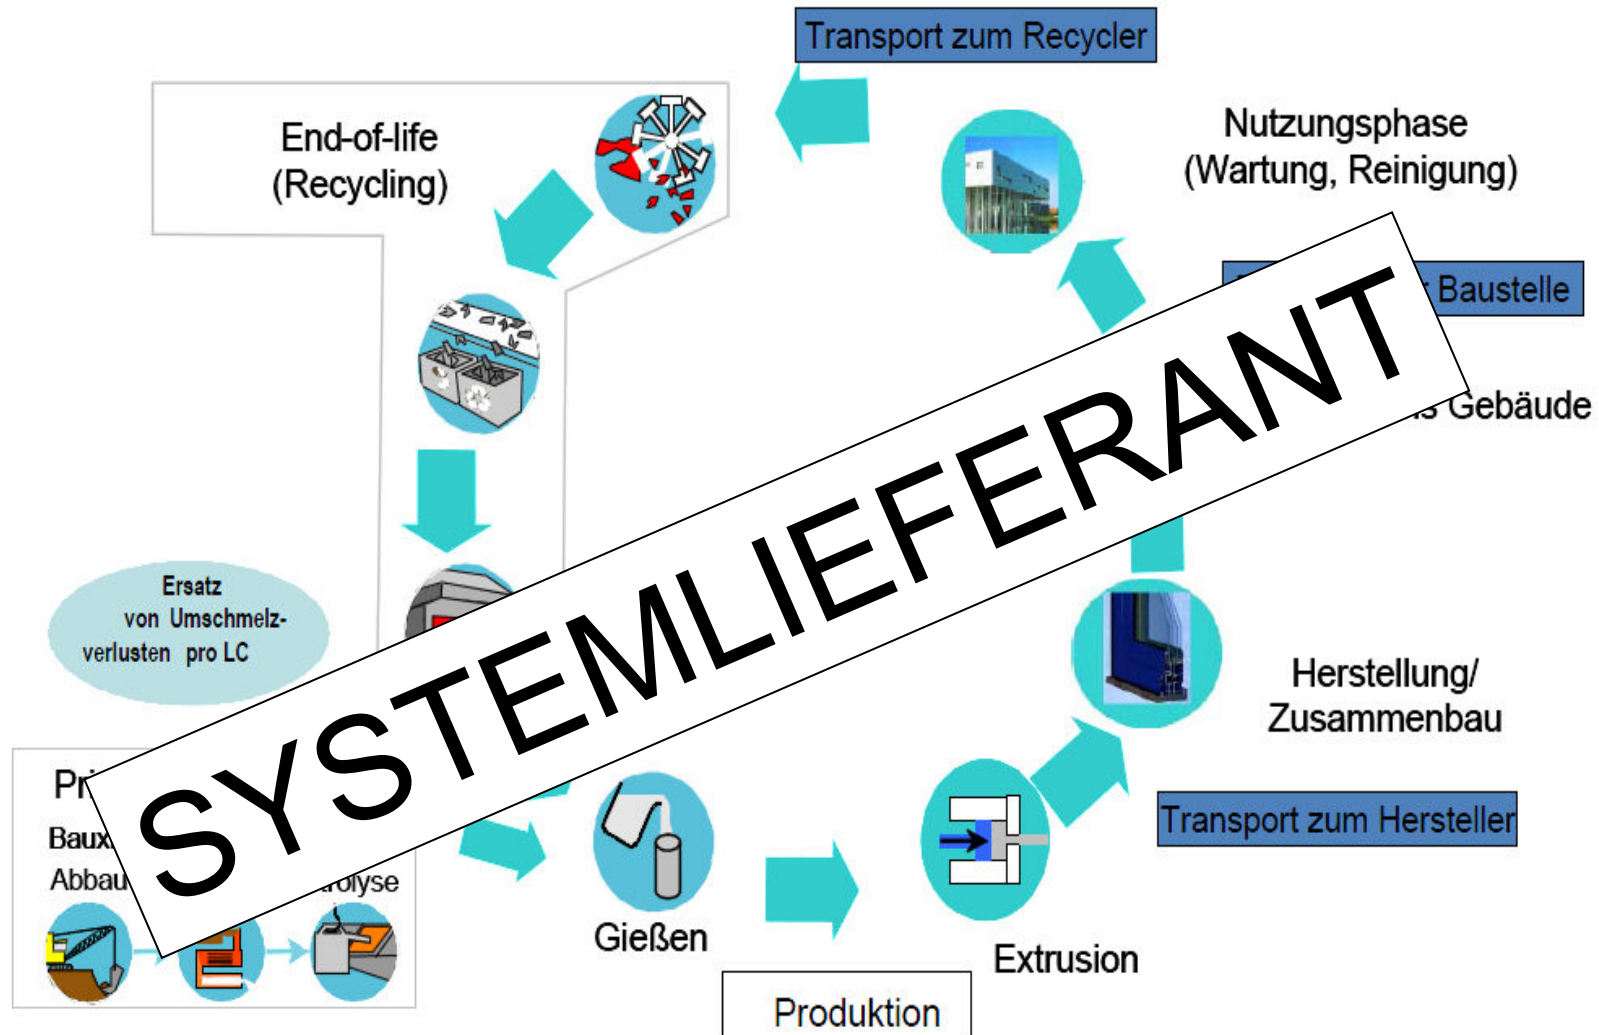 Transport zum Recycler
End-of-life
(Recycling)
Nutzungsphase
(Wartung, Reinigung)
Baustelle
Gebäude
SYSTEMLIEFERANT
Ersatz
von Umschmelz-
verlusten pro LC
Herstellung/
Zusammenbau
Transport zum Hersteller
Abbau
Gießen
Extrusion
Produktion